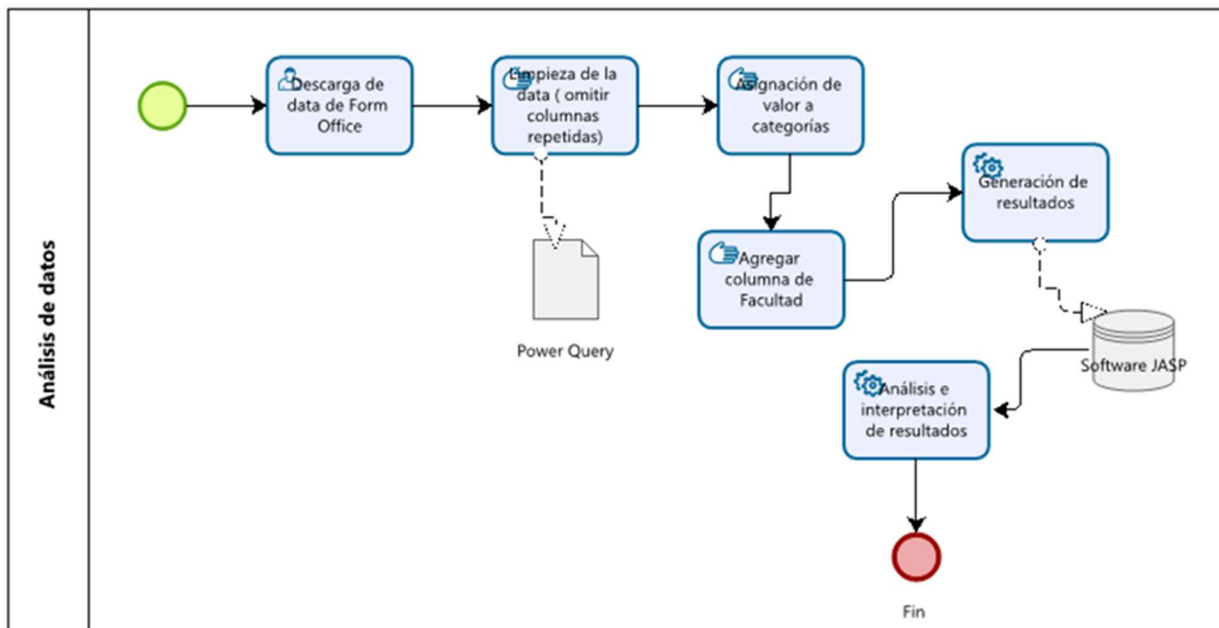 Análisis de datos
Descarga de
data de Form
Office
Limpieza de la
data ( omitir
columnas
repetidas)
Asignación de
valor a
categorías
Agregar
columna de
Facultad
Generación de
resultados
Power Query
Software JASP
Análisis e
interpretación
de resultados
Fin